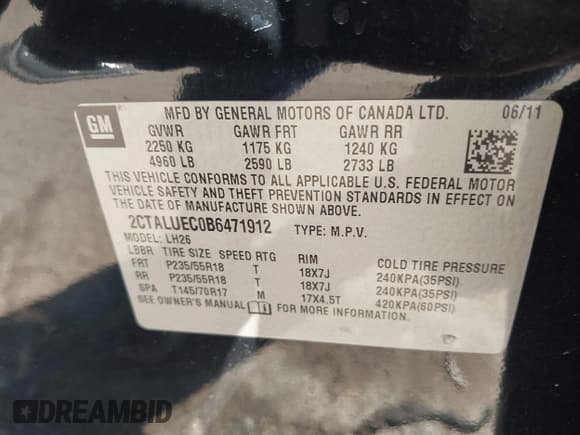 GM
MFD BY GENERAL MOTORS OF CANADA LTD. 06/11
GVWR GAWR FRT GAWR RR
2250 KG 1175 KG 1240 KG
4960 LB 2590 LB 2733 LB
THIS VEHICLE CONFORMS TO ALL APPLICABLE U.S. FEDERAL MOTOR
VEHICLE SAFETY AND THEFT PREVENTION STANDARDS IN EFFECT ON
THE DATE OF MANUFACTURE SHOWN ABOVE.
2CTALUEC0B6471912 TYPE: M.P.V.
MODEL: LH26
LBBR TIRE SIZE SPEED RTG RIM COLD TIRE PRESSURE
FRT P235/55R18 T 18X7J 240KPA(35PSI)
RR P235/55R18 T 18X7J 240KPA(35PSI)
SPA T145/70R17 M 17X4.5T 420KPA(60PSI)
SEE OWNER'S MANUAL FOR MORE INFORMATION.
DREAMBID